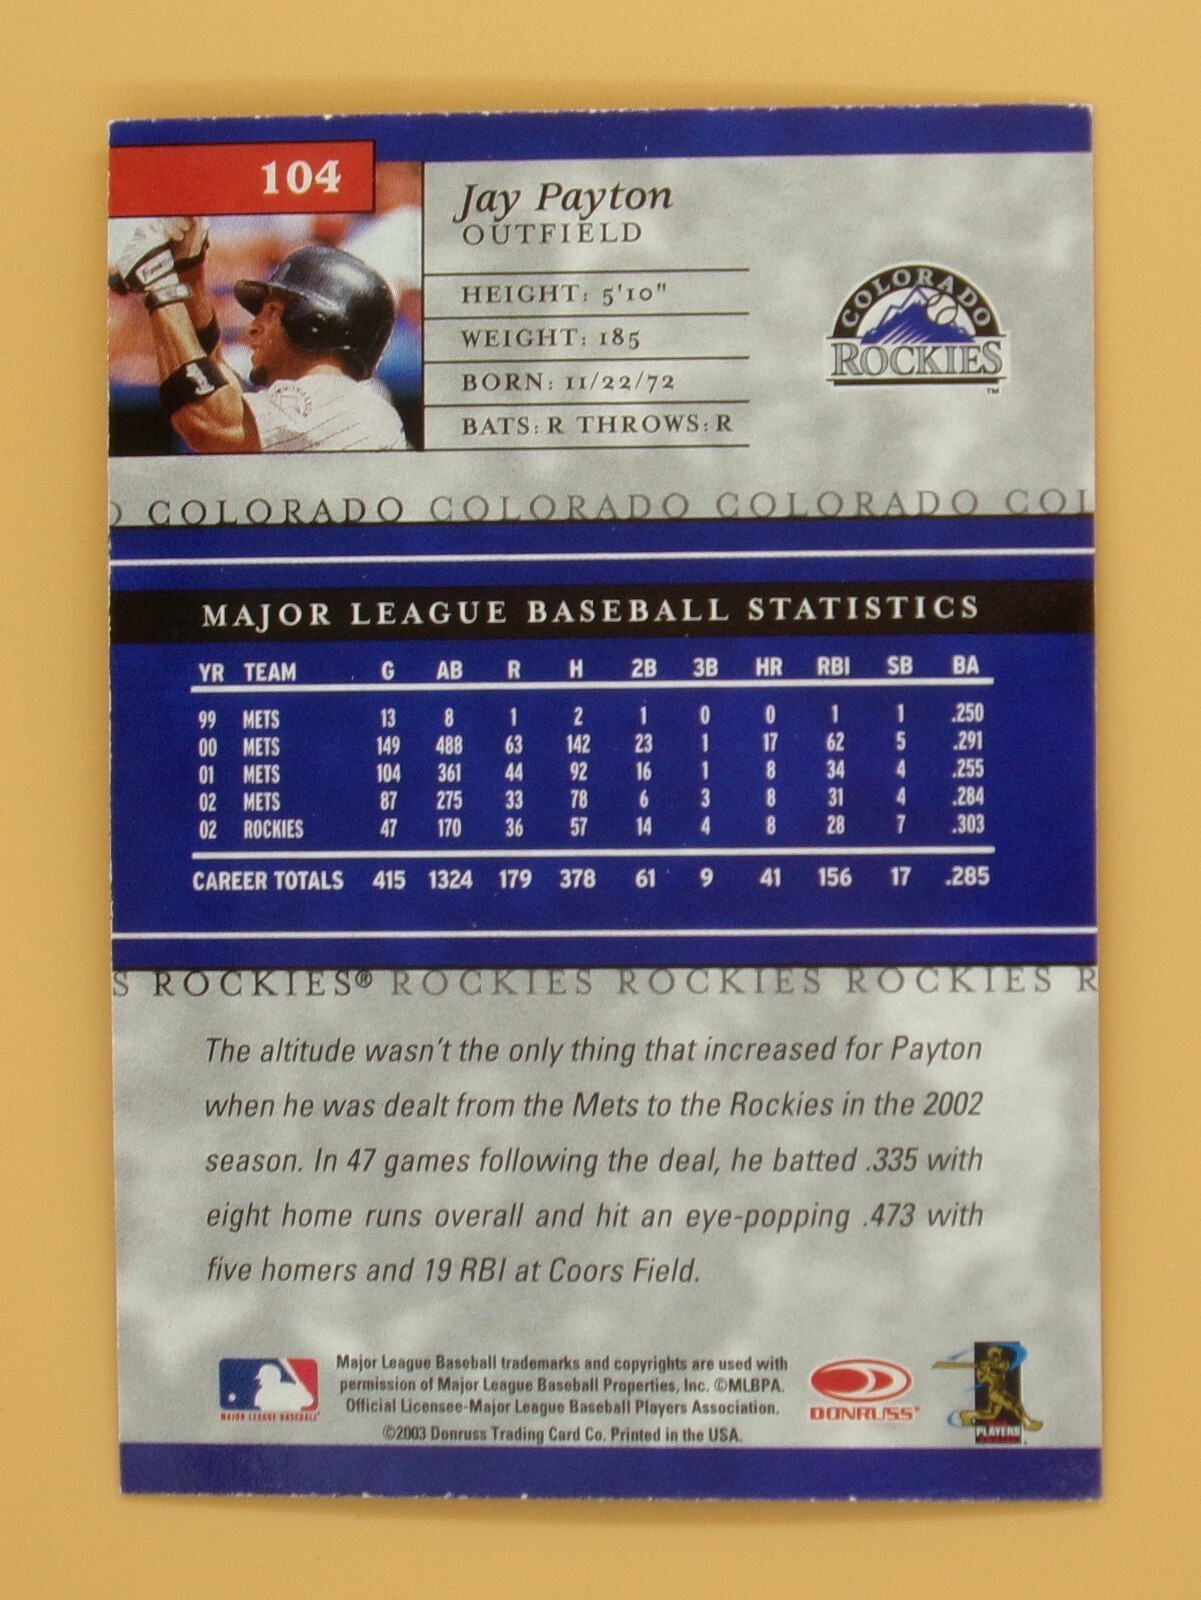 104
Jay Payton
OUTFIELD
HEIGHT: 5'10"
WEIGHT: 185
BORN: 11/22/72
BATS: R THROWS: R
COLORADO
ROCKIES
TM
O COLORADO COLORADO COLORADO COL
MAJOR LEAGUE BASEBALL STATISTICS
YR TEAM G AB R H 2B 3B HR RBI SB BA
99 METS 13 8 1 2 1 0 0 1 1 .250
00 METS 149 488 63 142 23 1 17 62 5 .291
01 METS 104 361 44 92 16 1 8 34 4 .255
02 METS 87 275 33 78 6 3 8 31 4 .284
02 ROCKIES 47 170 36 57 14 4 8 28 7 .303
CAREER TOTALS 415 1324 179 378 61 9 41 156 17 .285
S ROCKIES® ROCKIES ROCKIES ROCKIES R
The altitude wasn't the only thing that increased for Payton
when he was dealt from the Mets to the Rockies in the 2002
season. In 47 games following the deal, he batted .335 with
eight home runs overall and hit an eye-popping .473 with
five homers and 19 RBI at Coors Field.
MAJOR LEAGUE BASEBALL
Major League Baseball trademarks and copyrights are used with
permission of Major League Baseball Properties, Inc. ©MLBPA.
Official Licensee-Major League Baseball Players Association.
©2003 Donruss Trading Card Co. Printed in the USA.
DONRUSS
PLAYERS